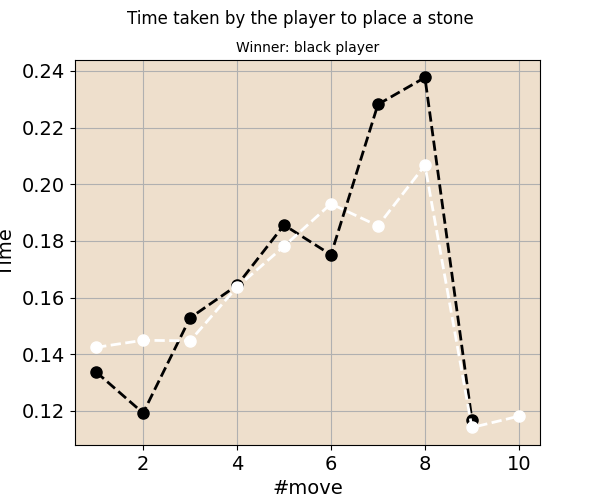 Time taken by the player to place a stone
Winner: black player
0.24
0.22
0.20
0.18
0.16
0.14
0.12
Time
2 4 6 8 10
#move